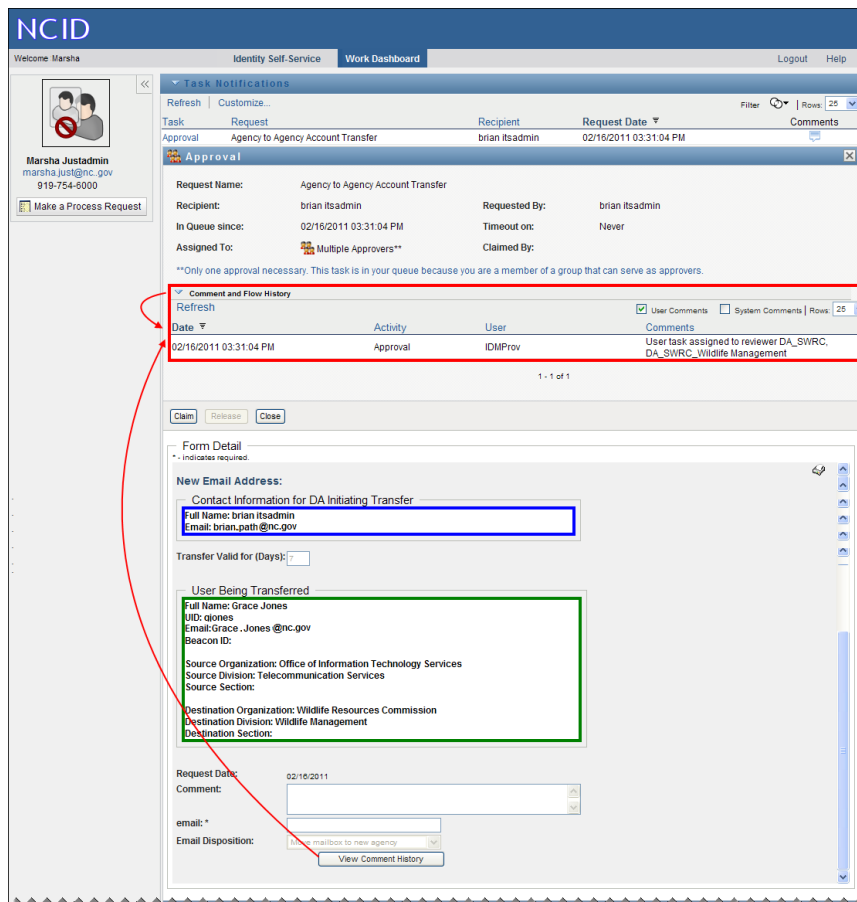 NCID
Welcome Marsha Identity Self-Service Work Dashboard Logout Help
Task Notifications
Refresh Customize... Filter Rows: 25
Task Request Recipient Request Date Comments
Approval Agency to Agency Account Transfer brian itsadmin 02/16/2011 03:31:04 PM
Marsha Justadmin
marsha.just@nc..gov
919-754-6000
Make a Process Request
Approval
Request Name: Agency to Agency Account Transfer
Recipient: brian itsadmin Requested By: brian itsadmin
In Queue since: 02/16/2011 03:31:04 PM Timeout on: Never
Assigned To: Multiple Approvers** Claimed By:
**Only one approval necessary. This task is in your queue because you are a member of a group that can serve as approvers.
Comment and Flow History
Refresh User Comments System Comments | Rows: 25
Date Activity User Comments
02/16/2011 03:31:04 PM Approval IDMProv User task assigned to reviewer DA_SWRC,
DA_SWRC_Wildlife Management
1 - 1 of 1
Claim Release Close
Form Detail
* - indicates required.
New Email Address:
Contact Information for DA Initiating Transfer
Full Name: brian itsadmin
Email: brian.path@nc.gov
Transfer Valid for (Days): 7
User Being Transferred
Full Name: Grace Jones
UID: gjones
Email:Grace.Jones @nc.gov
Beacon ID:
Source Organization: Office of Information Technology Services
Source Division: Telecommunication Services
Source Section:
Destination Organization: Wildlife Resources Commission
Destination Division: Wildlife Management
Destination Section:
Request Date: 02/16/2011
Comment:
email: *
Email Disposition: Move mailbox to new agency
View Comment History